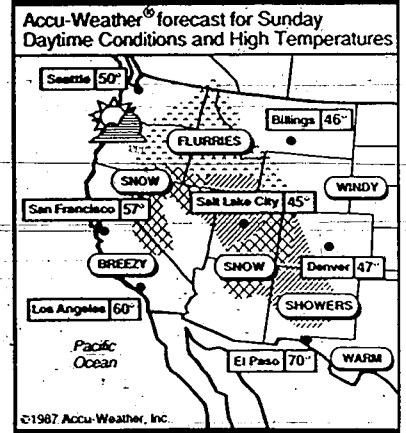 Accu-Weather® forecast for Sunday
Daytime Conditions and High Temperatures
Seattle 50°
Billings 46°
FLURRIES
SNOW
WINDY
San Francisco 57°
Salt Lake City 45°
BREEZY
SNOW
Denver 47°
Los Angeles 60°
SHOWERS
Pacific
Ocean
El Paso 70°
WARM
©1987 Accu-Weather, Inc.